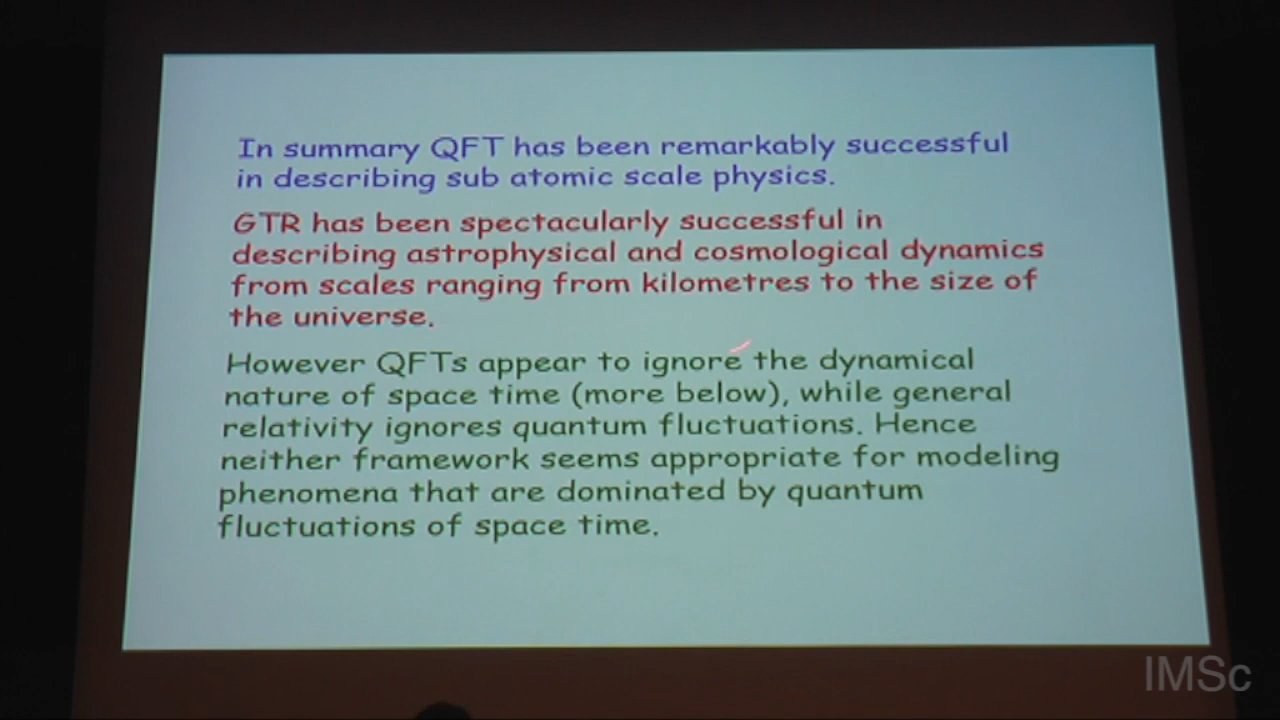 In summary QFT has been remarkably successful
in describing sub atomic scale physics.
GTR has been spectacularly successful in
describing astrophysical and cosmological dynamics
from scales ranging from kilometres to the size of
the universe.
However QFTs appear to ignore the dynamical
nature of space time (more below), while general
relativity ignores quantum fluctuations. Hence
neither framework seems appropriate for modeling
phenomena that are dominated by quantum
fluctuations of space time.
IMSc